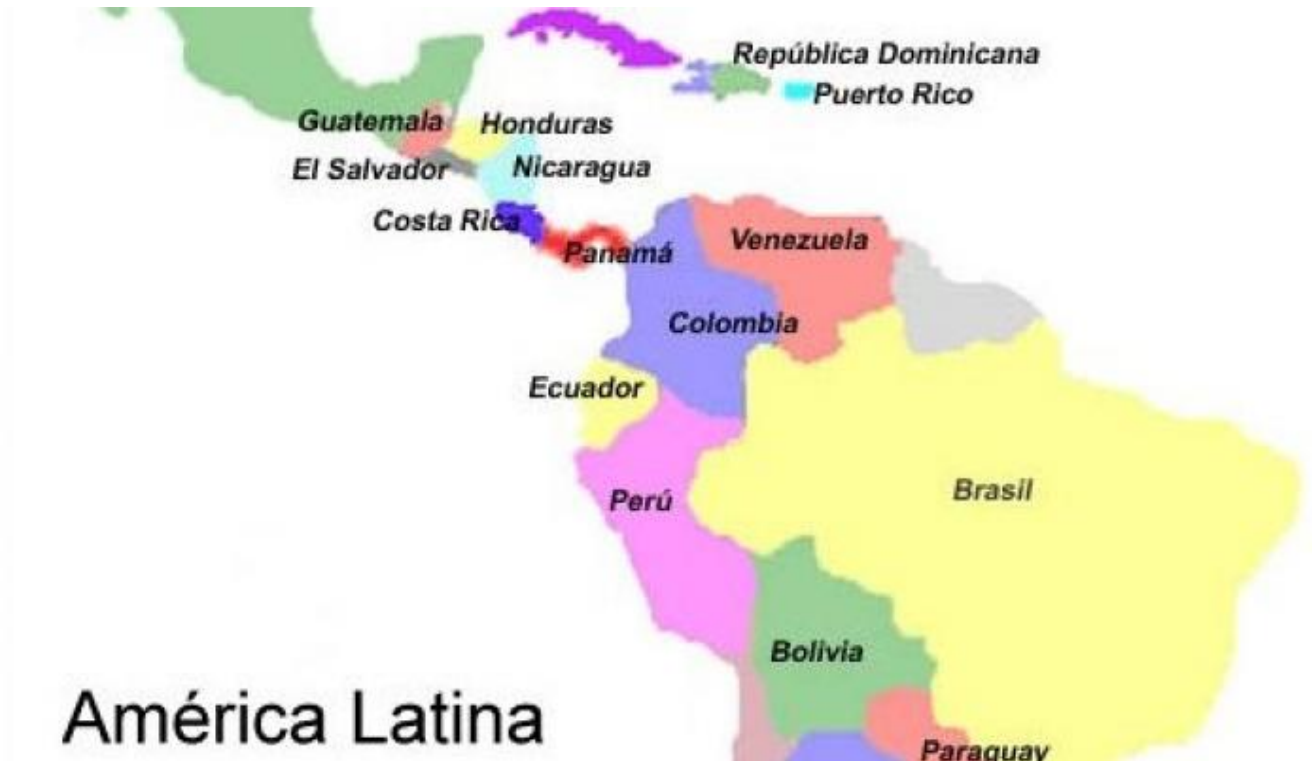 República Dominicana
Puerto Rico
Guatemala
Honduras
El Salvador
Nicaragua
Costa Rica
Panamá
Venezuela
Colombia
Ecuador
Perú
Brasil
Bolivia
América Latina
Paraguay